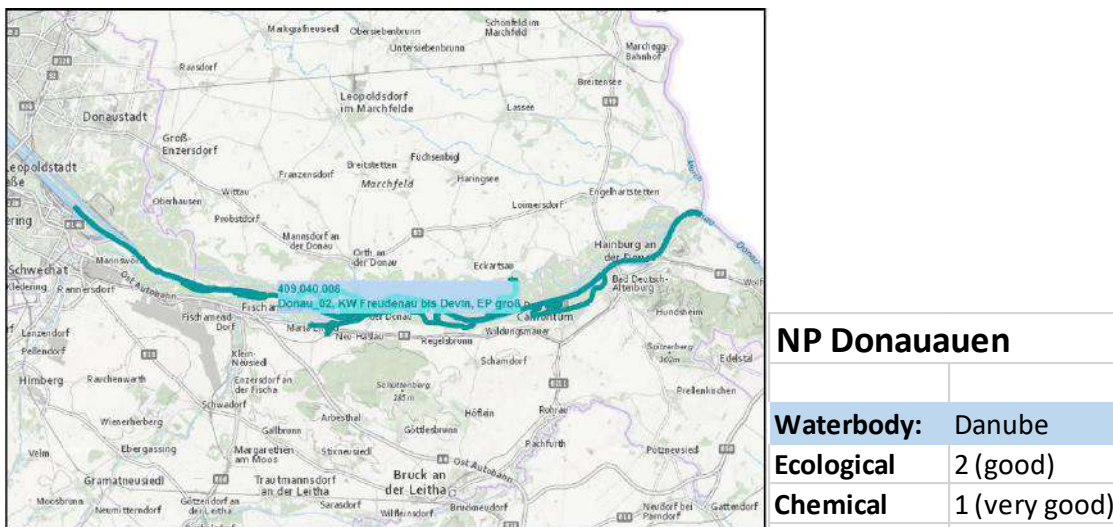 Markgrafneusiedl
Obersiebenbrunn
Schönfeld im
Marchfeld
Untersiebenbrunn
Marchegg-
Bahnhof
Raasdorf
Breitensee
Leopoldsdorf
im Marchfelde
Lassee
Donaustadt
Groß-
Enzersdorf
Leopoldstadt
Breitstetten
Fuchsenbigl
Franzensdorf
Marchfeld
Haringsee
Engelhartstetten
Wittau
Oberhausen
Loimersdorf
Probstdorf
Mannsdorf an
der Donau
Orth an
der Donau
Hainburg an
Schwechat
Eckartsau
Bad Deutsch-
Altenburg
Rannersdorf
Ost Autobahn
409.040.006
Donau_02, KW Freudenau bis Devin, EP groß
Fischamend
Dorf
der Donau
Wildungsmauer
Hundsheim
Lanzendorf
Regelsbrunn
Pellendorf
Klein-
Neusiedl
Scharndorf
Edelstal
Himberg
Rauchenwarth
Enzersdorf an
der Fischa
Prellenkirchen
Schwadorf
Höflein
Rohrau
Wienerherberg
Arbesthal
Göttlesbrunn
Gallbrunn
Pachfurth
Velm
Ebergassing
Margarethen
am Moos
Stixneusiedl
Potzneusiedl
Ost Autobahn
Gramatneusiedl
Trautmannsdorf
an der Leitha
Bruck an
der Leitha
Moosbrunn
Götzendorf an
der Leitha
Sarasdorf
Wilfleinsdorf
Bruckneudorf
Neudorf bei
Parndorf
Gattendorf
NP Donauauen
Waterbody: Danube
Ecological 2 (good)
Chemical 1 (very good)